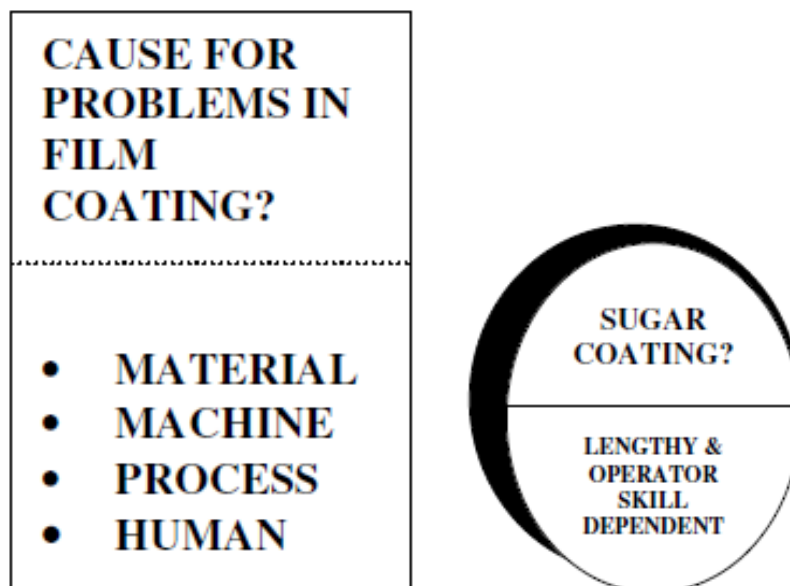 CAUSE FOR
PROBLEMS IN
FILM
COATING?
• MATERIAL
• MACHINE
• PROCESS
• HUMAN
SUGAR
COATING?
LENGTHY &
OPERATOR
SKILL
DEPENDENT